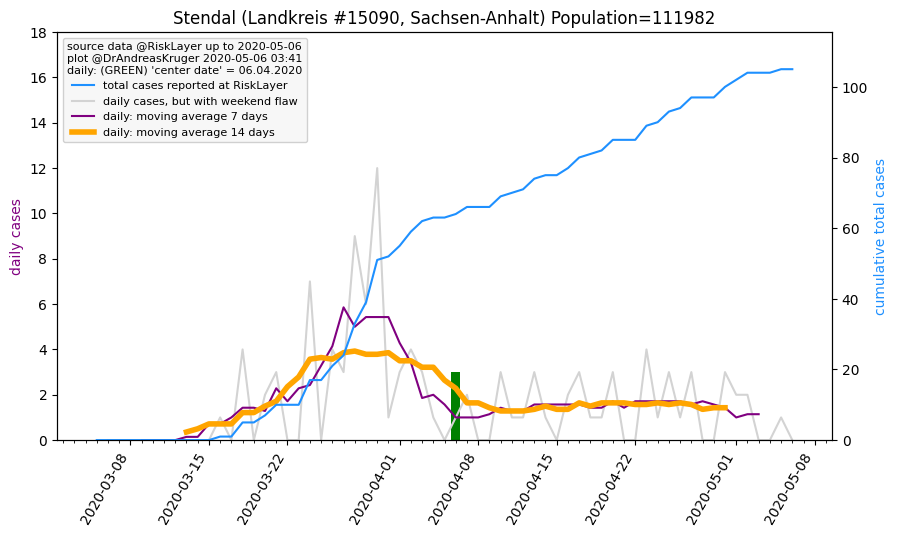 Stendal (Landkreis #15090, Sachsen-Anhalt) Population=111982
source data @RiskLayer up to 2020-05-06
plot @DrAndreasKruger 2020-05-06 03:41
daily: (GREEN) 'center date' = 06.04.2020
total cases reported at RiskLayer
daily cases, but with weekend flaw
daily: moving average 7 days
daily: moving average 14 days
daily cases
18
16
14
12
10
8
6
4
2
0
cumulative total cases
100
80
60
40
20
0
2020-03-08
2020-03-15
2020-03-22
2020-04-01
2020-04-08
2020-04-15
2020-04-22
2020-05-01
2020-05-08